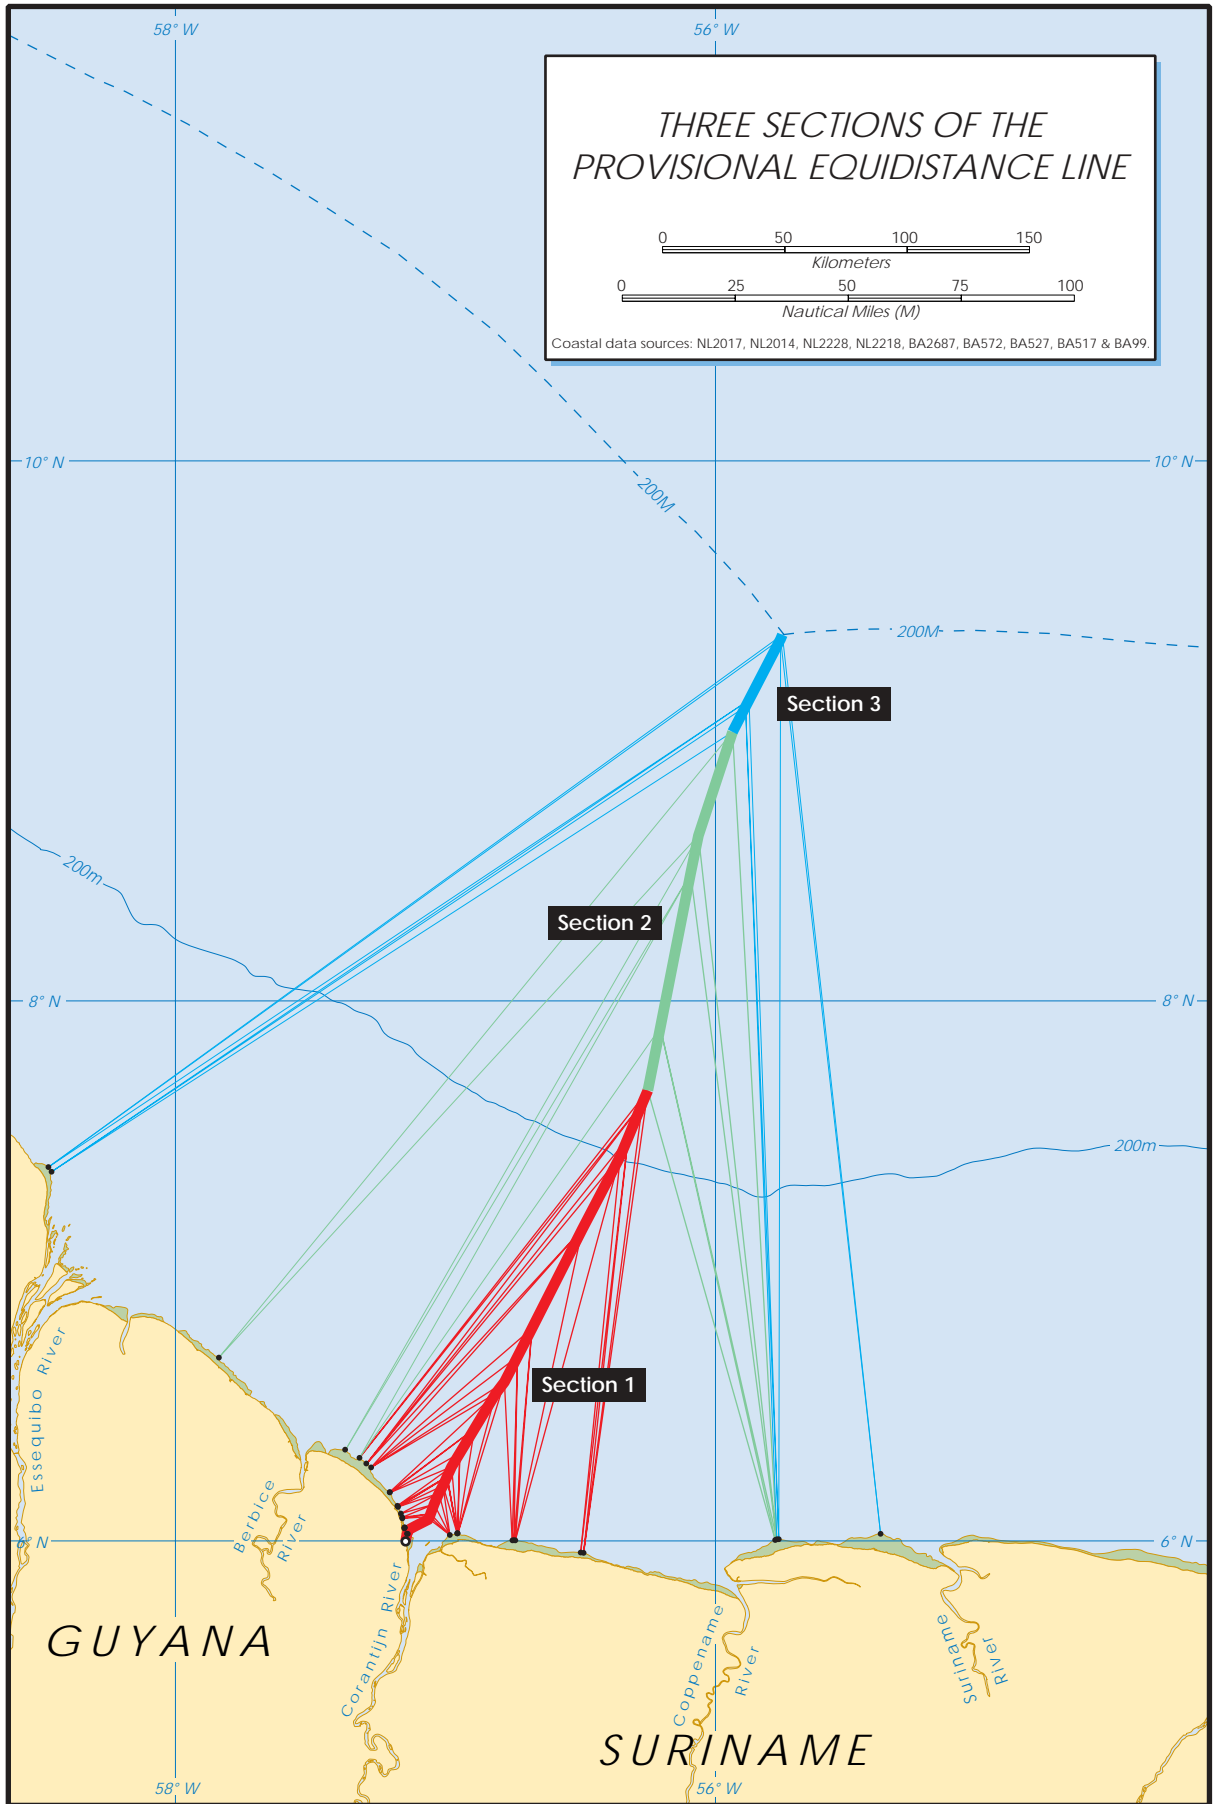 58° W
56° W
THREE SECTIONS OF THE
PROVISIONAL EQUIDISTANCE LINE
0 50 100 150
Kilometers
0 25 50 75 100
Nautical Miles (M)
Coastal data sources: NL2017, NL2014, NL2228, NL2218, BA2687, BA572, BA527, BA517 & BA99.
10° N
10° N
200M
200M
Section 3
200m
Section 2
8° N
8° N
200m
Section 1
Essequibo River
Berbice
River
6° N
6° N
Corantijn River
Coppename
River
Suriname
River
GUYANA
SURINAME
58° W
56° W